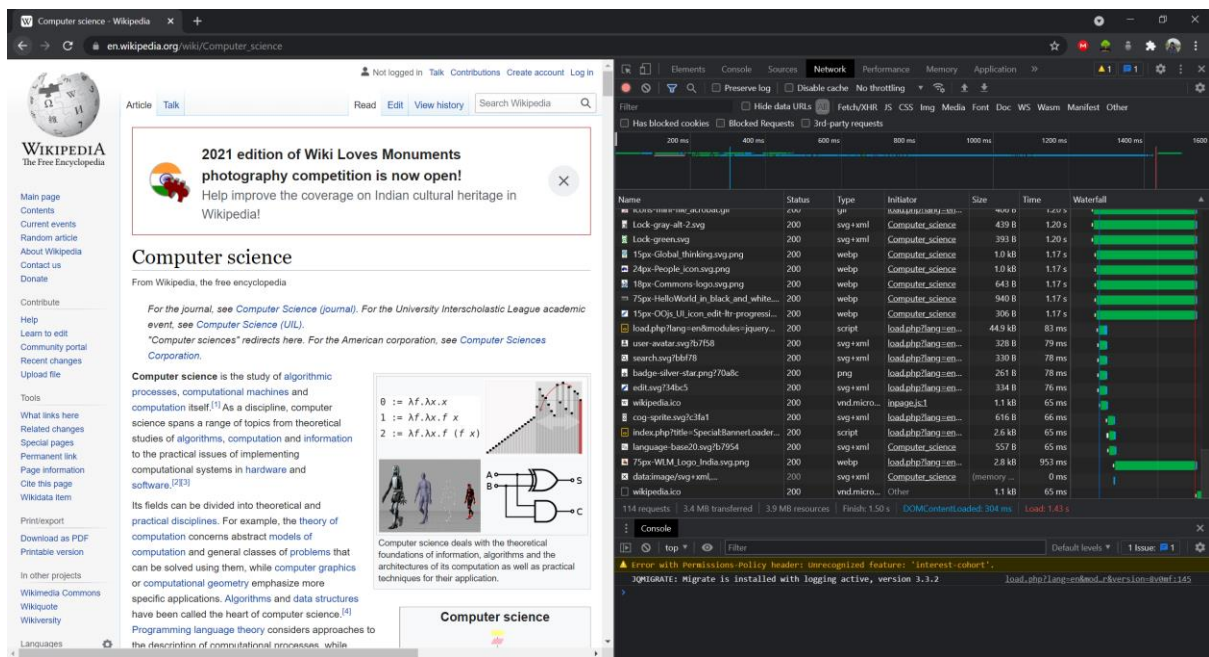 Computer science - Wikipedia
en.wikipedia.org/wiki/Computer_science
WIKIPEDIA
The Free Encyclopedia
Main page
Contents
Current events
Random article
About Wikipedia
Contact us
Donate
Contribute
Help
Learn to edit
Community portal
Recent changes
Upload file
Tools
What links here
Related changes
Special pages
Permanent link
Page information
Cite this page
Wikidata item
Print/export
Download as PDF
Printable version
In other projects
Wikimedia Commons
Wikiquote
Wikiversity
Languages
Not logged in Talk Contributions Create account Log in
Article Talk Read Edit View history Search Wikipedia
2021 edition of Wiki Loves Monuments
photography competition is now open!
Help improve the coverage on Indian cultural heritage in
Wikipedia!
Computer science
From Wikipedia, the free encyclopedia
For the journal, see Computer Science (journal). For the University Interscholastic League academic
event, see Computer Science (UIL).
"Computer sciences" redirects here. For the American corporation, see Computer Sciences
Corporation.
Computer science is the study of algorithmic
processes, computational machines and
computation itself.[1] As a discipline, computer
science spans a range of topics from theoretical
studies of algorithms, computation and information
to the practical issues of implementing
computational systems in hardware and
software.[2][3]
Its fields can be divided into theoretical and
practical disciplines. For example, the theory of
computation concerns abstract models of
computation and general classes of problems that
can be solved using them, while computer graphics
or computational geometry emphasize more
specific applications. Algorithms and data structures
have been called the heart of computer science.[4]
Programming language theory considers approaches to
the description of computational processes, while
0 := λf.λx.x
1 := λf.λx.f x
2 := λf.λx.f (f x)
A
B
S
C
Computer science deals with the theoretical
foundations of information, algorithms and the
architectures of its computation as well as practical
techniques for their application.
Computer science
Elements Console Sources Network Performance Memory Application » 1 1
Preserve log Disable cache No throttling
Filter Hide data URLs All Fetch/XHR JS CSS Img Media Font Doc WS Wasm Manifest Other
Has blocked cookies Blocked Requests 3rd-party requests
200 ms 400 ms 600 ms 800 ms 1000 ms 1200 ms 1400 ms 1600
Name Status Type Initiator Size Time Waterfall
icons-mini-file_acrobat.gif 200 gif load.php?lang=en... 1.20 s
Lock-gray-alt-2.svg 200 svg+xml Computer_science 439 B 1.20 s
Lock-green.svg 200 svg+xml Computer_science 393 B 1.20 s
15px-Global_thinking.svg.png 200 webp Computer_science 1.0 kB 1.17 s
24px-People_icon.svg.png 200 webp Computer_science 1.0 kB 1.17 s
18px-Commons-logo.svg.png 200 webp Computer_science 643 B 1.17 s
75px-HelloWorld_in_black_and_white.... 200 webp Computer_science 940 B 1.17 s
15px-OOjs_UI_icon_edit-ltr-progressi... 200 webp Computer_science 306 B 1.17 s
load.php?lang=en&modules=jquery... 200 script load.php?lang=en... 44.9 kB 83 ms
user-avatar.svg?b7f58 200 svg+xml load.php?lang=en... 328 B 79 ms
search.svg?bbf78 200 svg+xml load.php?lang=en... 330 B 78 ms
badge-silver-star.png?70a8c 200 png load.php?lang=en... 261 B 78 ms
edit.svg?34bc5 200 svg+xml load.php?lang=en... 334 B 76 ms
wikipedia.ico 200 vnd.micro... inpage.js:1 1.1 kB 65 ms
cog-sprite.svg?c3fa1 200 svg+xml load.php?lang=en... 616 B 66 ms
index.php?title=Special:BannerLoader... 200 script load.php?lang=en... 2.6 kB 65 ms
language-base20.svg?b7954 200 svg+xml Computer_science 557 B 65 ms
75px-WLM_Logo_India.svg.png 200 webp load.php?lang=en... 2.8 kB 953 ms
data:image/svg+xml,... 200 svg+xml Computer_science (memory ... 0 ms
wikipedia.ico 200 vnd.micro... Other 1.1 kB 65 ms
114 requests 3.4 MB transferred 3.9 MB resources Finish: 1.50 s DOMContentLoaded: 304 ms Load: 1.43 s
Console
top Filter Default levels 1 Issue: 1
Error with Permissions-Policy header: Unrecognized feature: 'interest-cohort'.
JQMIGRATE: Migrate is installed with logging active, version 3.3.2 load.php?lang=en&mod…r&version=8v0mf:145